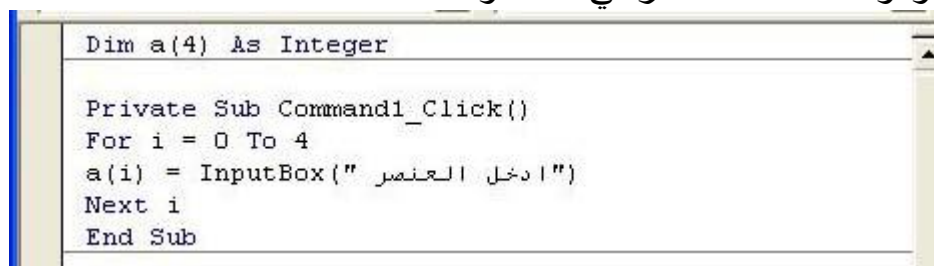 Dim a(4) As Integer
Private Sub Command1_Click()
For i = 0 To 4
a(i) = InputBox("ادخل العنصر ")
Next i
End Sub